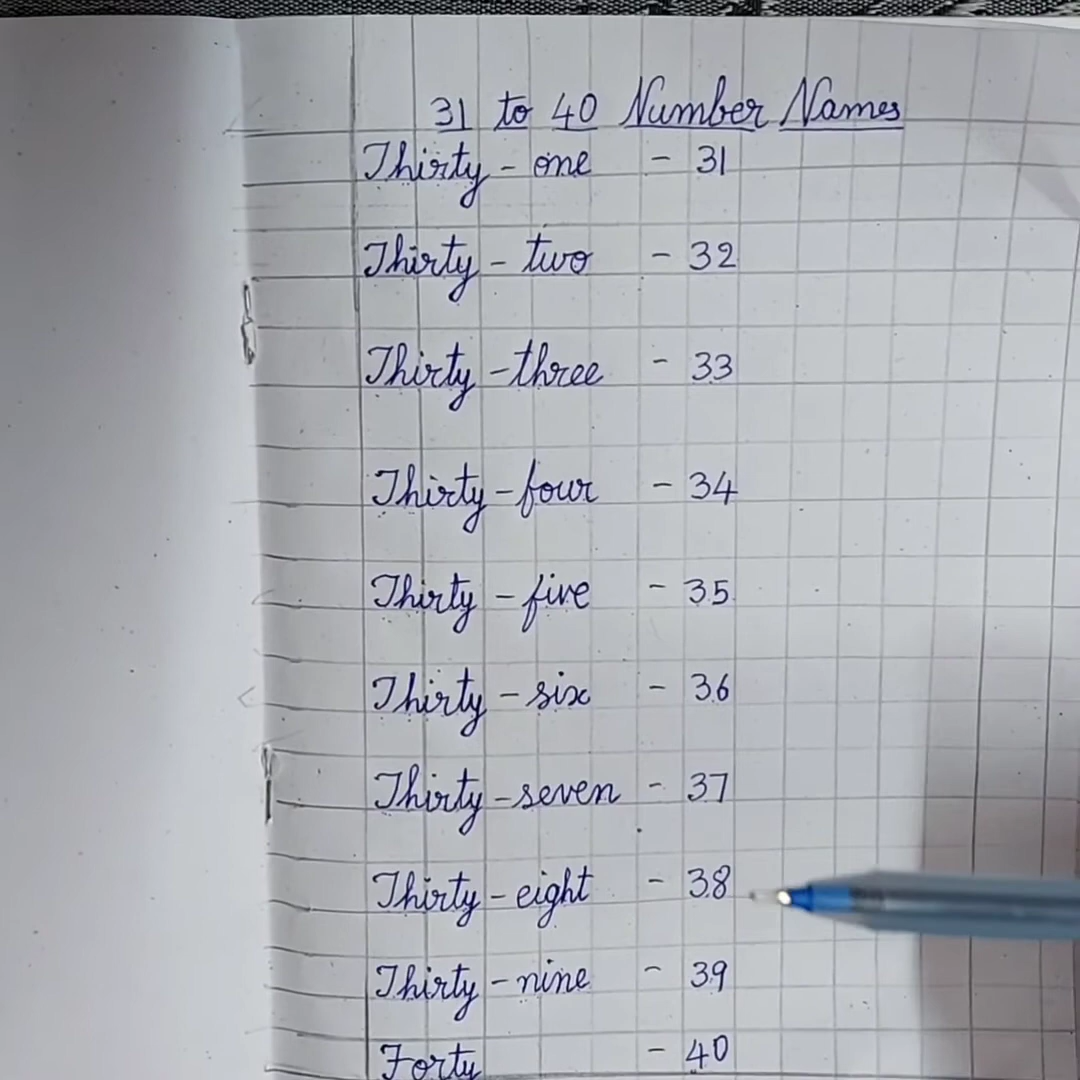 31 to 40 Number Names
Thirty - one - 31
Thirty - two - 32
Thirty - three - 33
Thirty - four - 34
Thirty - five - 35
Thirty - six - 36
Thirty - seven - 37
Thirty - eight - 38
Thirty - nine - 39
Forty - 40